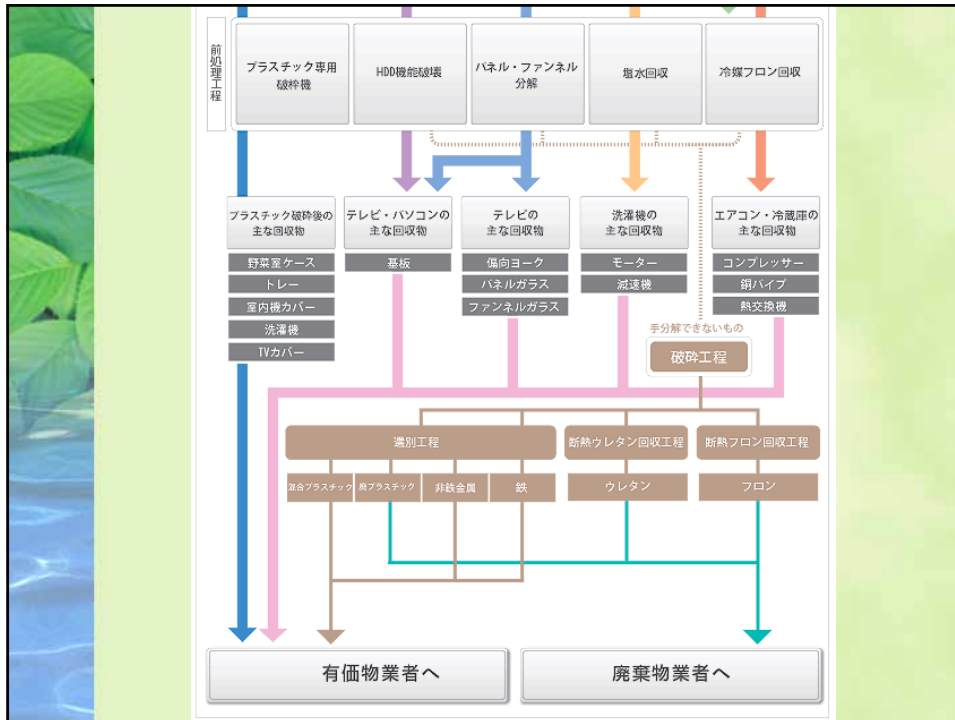 前処理工程
プラスチック専用
破枠機
HDD機能破壊
パネル・ファンネル
分解
塩水回収
冷媒フロン回収
プラスチック破砕後の
主な回収物
テレビ・パソコンの
主な回収物
テレビの
主な回収物
洗濯機の
主な回収物
エアコン・冷蔵庫の
主な回収物
野菜室ケース
トレー
室内機カバー
洗濯機
TVカバー
基板
偏向ヨーク
パネルガラス
ファンネルガラス
モーター
減速機
コンプレッサー
銅パイプ
熱交換機
手分解できないもの
破砕工程
選別工程
断熱ウレタン回収工程
断熱フロン回収工程
混合プラスチック
廃プラスチック
非鉄金属
鉄
ウレタン
フロン
有価物業者へ
廃棄物業者へ